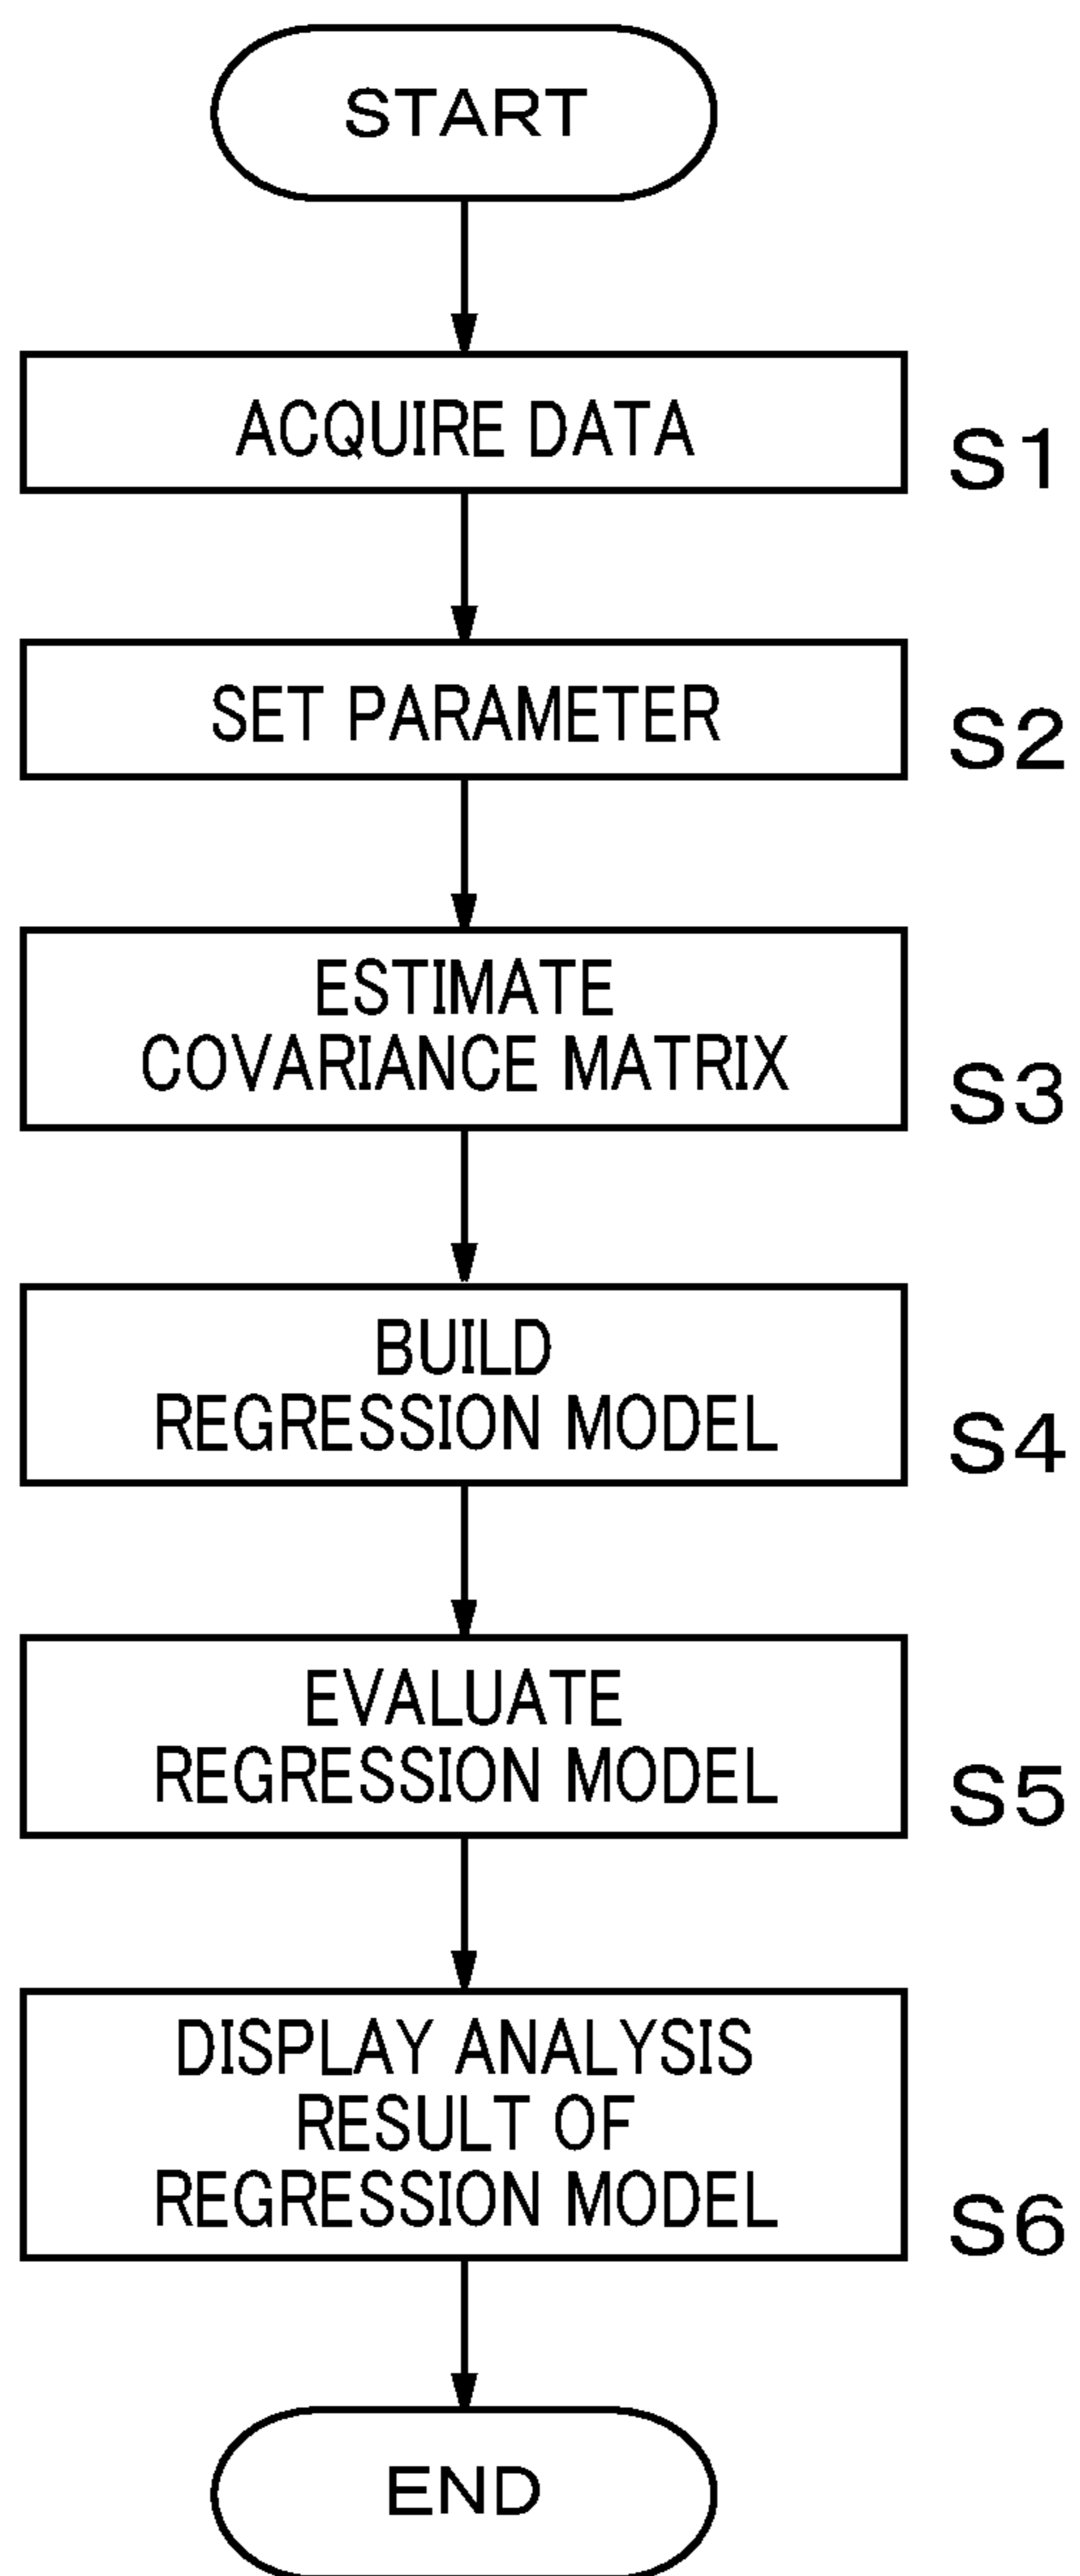 START
ACQUIRE DATA
S1
SET PARAMETER
S2
ESTIMATE
COVARIANCE MATRIX
S3
BUILD
REGRESSION MODEL
S4
EVALUATE
REGRESSION MODEL
S5
DISPLAY ANALYSIS
RESULT OF
REGRESSION MODEL
S6
END